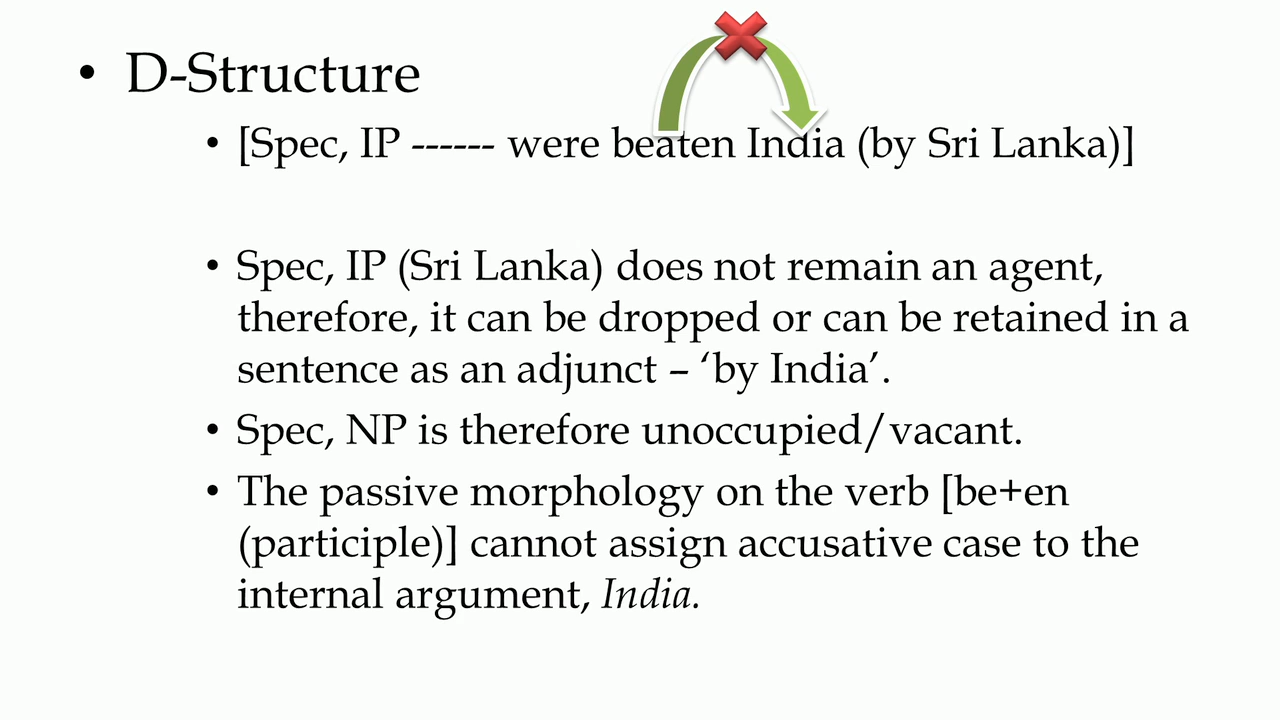 • D-Structure
• [Spec, IP ------ were beaten India (by Sri Lanka)]
• Spec, IP (Sri Lanka) does not remain an agent,
therefore, it can be dropped or can be retained in a
sentence as an adjunct – ‘by India’.
• Spec, NP is therefore unoccupied/vacant.
• The passive morphology on the verb [be+en
(participle)] cannot assign accusative case to the
internal argument, India.